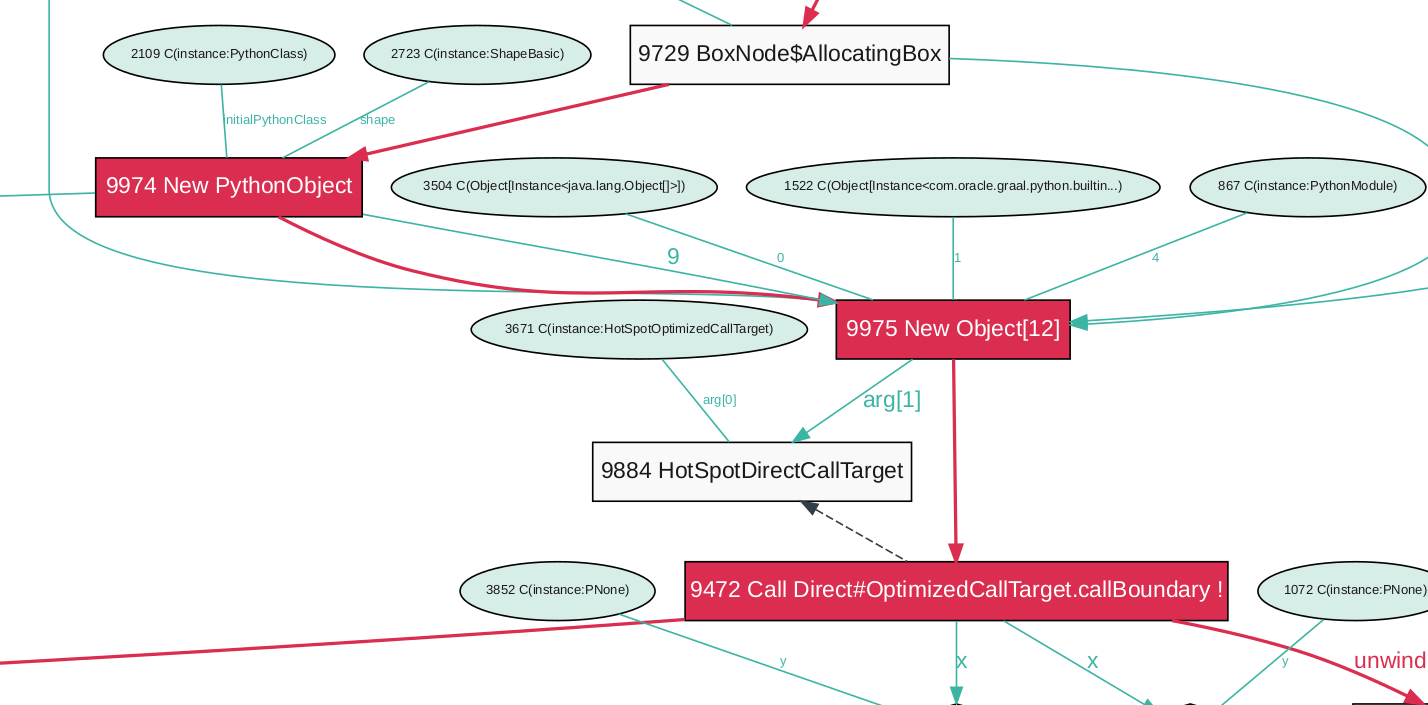 2109 C(instance:PythonClass)
2723 C(instance:ShapeBasic)
9729 BoxNode$AllocatingBox
initialPythonClass
shape
9974 New PythonObject
3504 C(Object[Instance<java.lang.Object[]>])
1522 C(Object[Instance<com.oracle.graal.python.builtin...)
867 C(instance:PythonModule)
9
0
1
4
3671 C(instance:HotSpotOptimizedCallTarget)
9975 New Object[12]
arg[0]
arg[1]
9884 HotSpotDirectCallTarget
3852 C(instance:PNone)
9472 Call Direct#OptimizedCallTarget.callBoundary !
1072 C(instance:PNone)
y
x
x
y
unwind